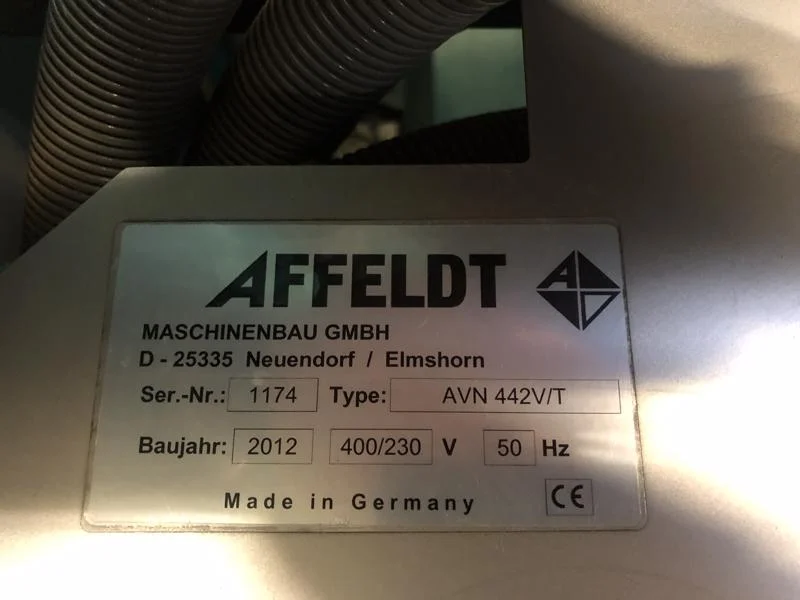 AFFELDT AD
MASCHINENBAU GMBH
D - 25335 Neuendorf / Elmshorn
Ser.-Nr.: 1174 Type: AVN 442V/T
Baujahr: 2012 400/230 V 50 Hz
Made in Germany CE